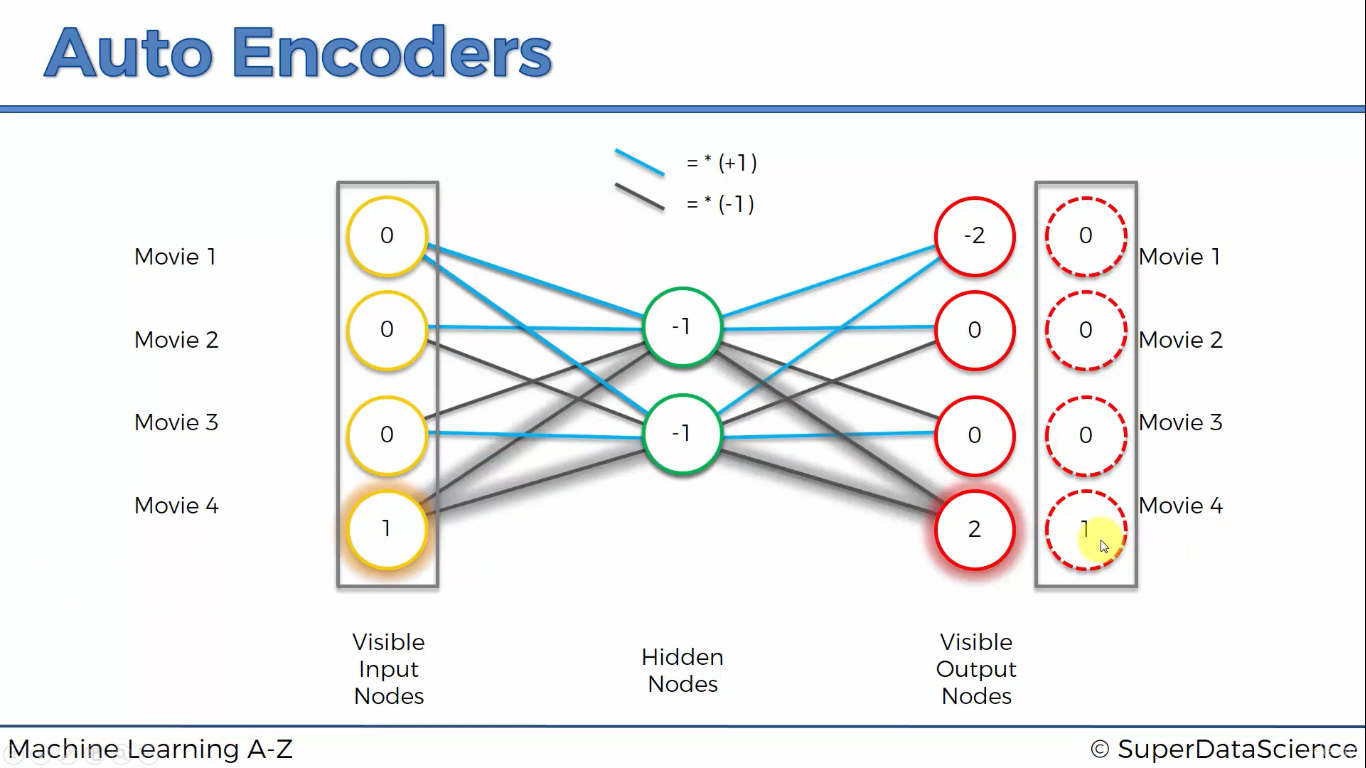 Auto Encoders
= * (+1)
= * (-1)
0
-2
0
Movie 1
Movie 1
0
-1
0
0
Movie 2
Movie 2
Movie 3
0
-1
0
0
Movie 3
Movie 4
Movie 4
1
2
1
Visible
Input
Nodes
Hidden
Nodes
Visible
Output
Nodes
Machine Learning A-Z
© SuperDataScience